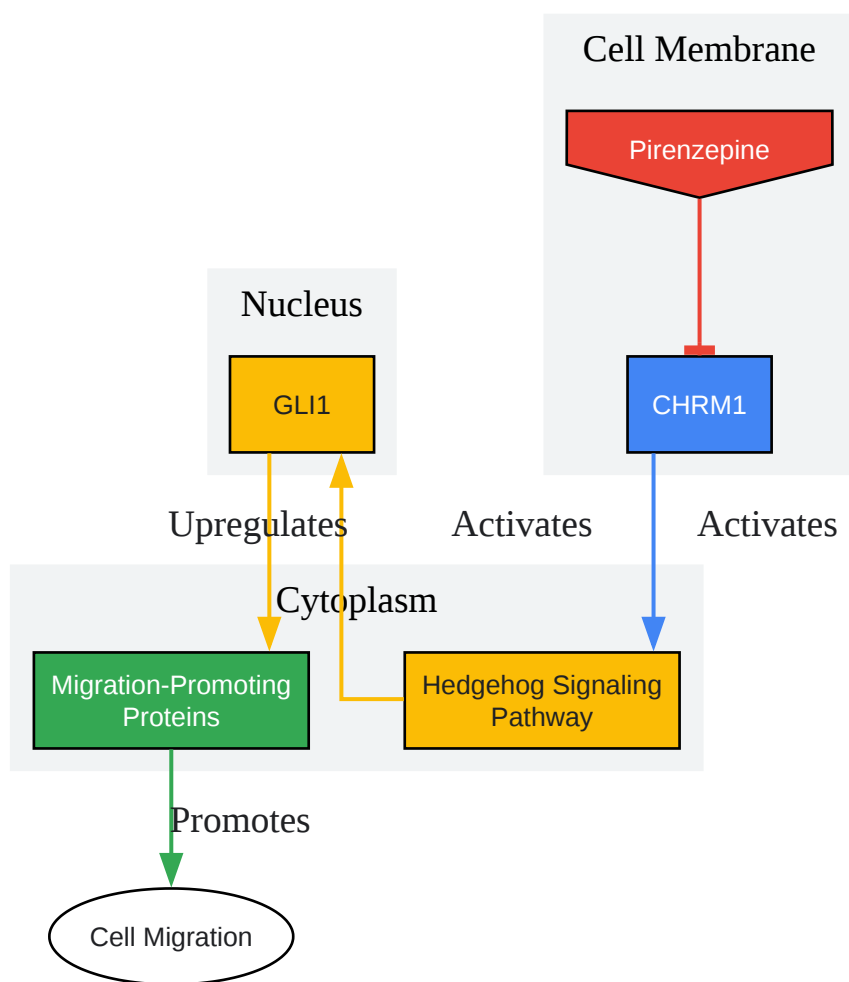 Cell Membrane
Pirenzepine
Nucleus
GLI1
CHRM1
Upregulates
Activates
Activates
Cytoplasm
Migration-Promoting
Proteins
Hedgehog Signaling
Pathway
Promotes
Cell Migration